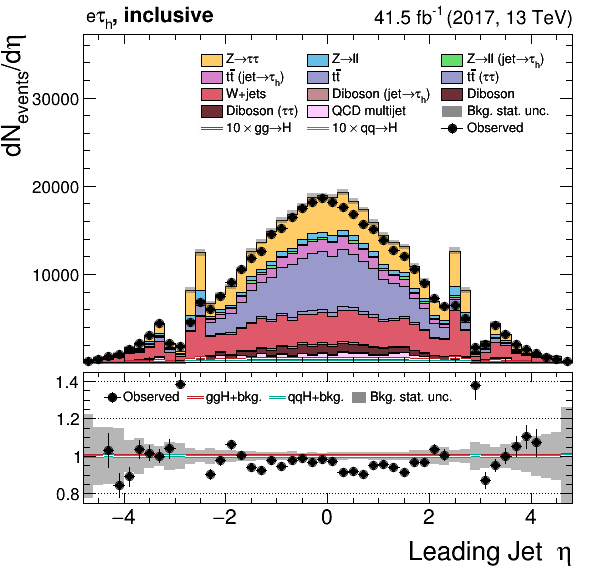 eτh, inclusive 41.5 fb-1 (2017, 13 TeV)
dNevents/dη
30000
20000
10000
Z→ττ Z→ll Z→ll (jet→τh)
tt̄ (jet→τh) tt̄ tt̄ (ττ)
W+jets Diboson (jet→τh) Diboson
Diboson (ττ) QCD multijet Bkg. stat. unc.
10 × gg→H 10 × qq→H Observed
1.4
1.2
1
0.8
Observed ggH+bkg. qqH+bkg. Bkg. stat. unc.
−4 −2 0 2 4
Leading Jet η